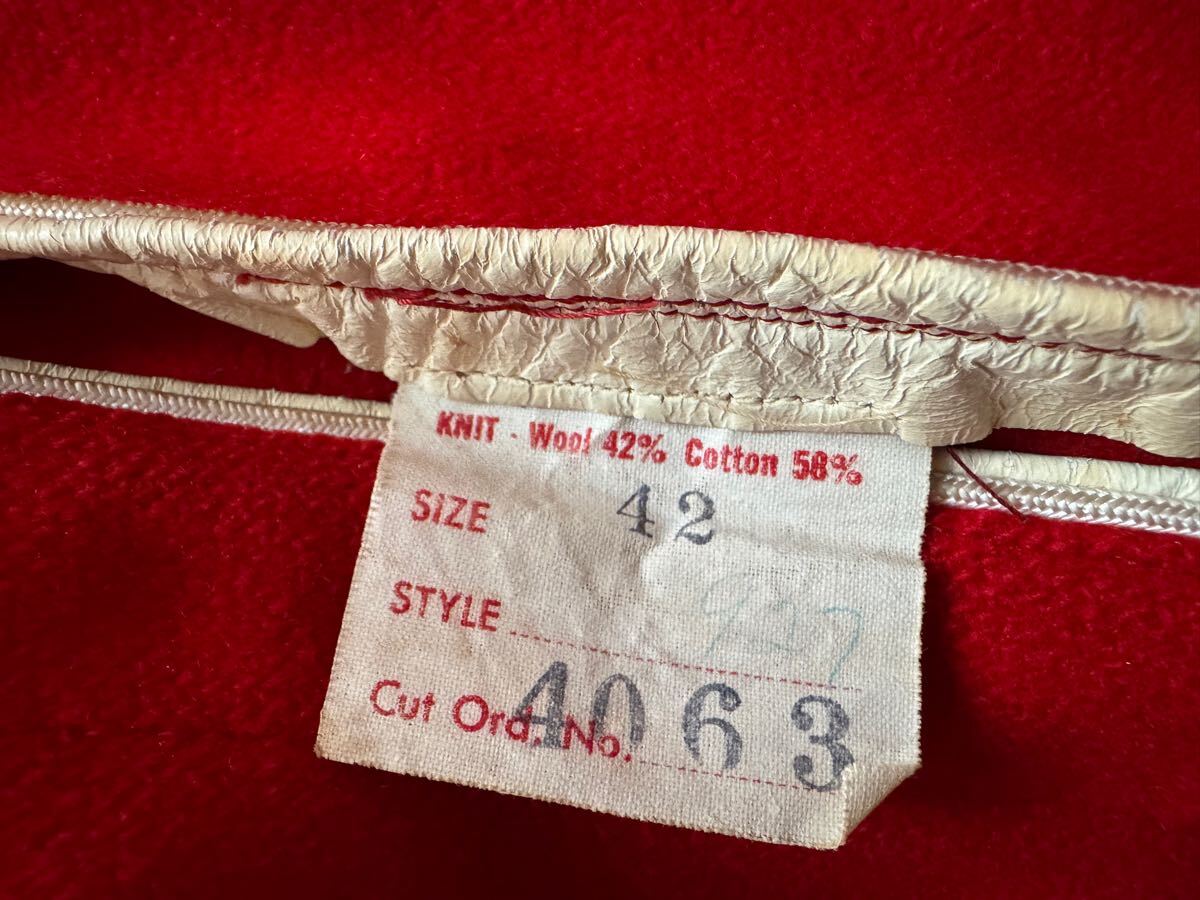 KNIT - Wool 42% Cotton 58%
SIZE 42
STYLE
Cut Ord. No. 4063